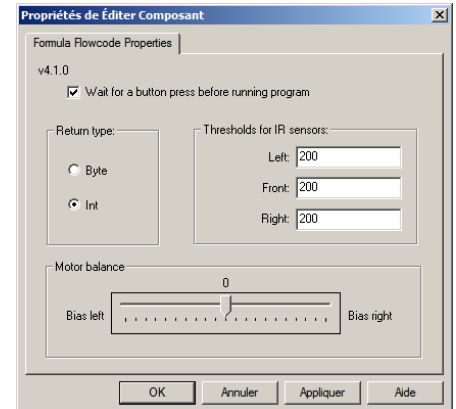 Propriétés de Éditer Composant
Formula Flowcode Properties
v4.1.0
Wait for a button press before running program
Return type:
Byte
Int
Thresholds for IR sensors:
Left: 200
Front: 200
Right: 200
Motor balance
0
Bias left
Bias right
OK Annuler Appliquer Aide